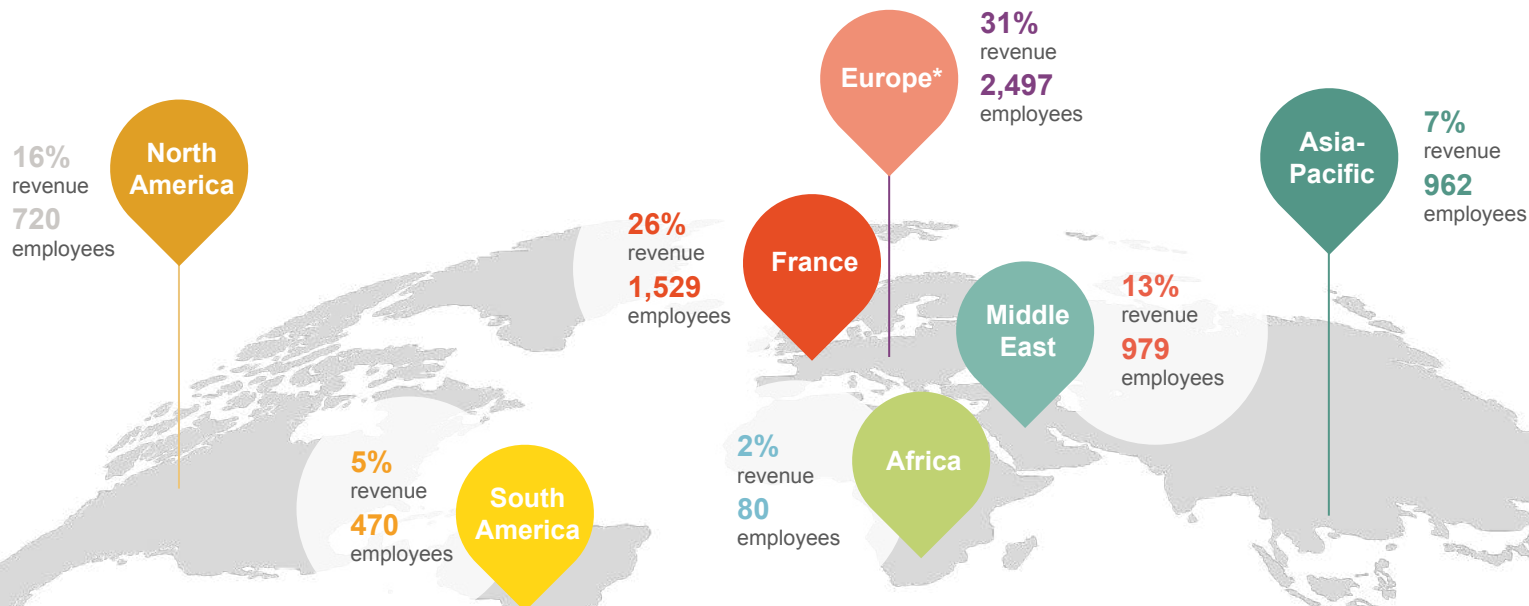 16%
revenue
720
employees
North
America
5%
revenue
470
employees
South
America
26%
revenue
1,529
employees
France
31%
revenue
2,497
employees
Europe*
2%
revenue
80
employees
Africa
Middle
East
13%
revenue
979
employees
Asia-
Pacific
7%
revenue
962
employees